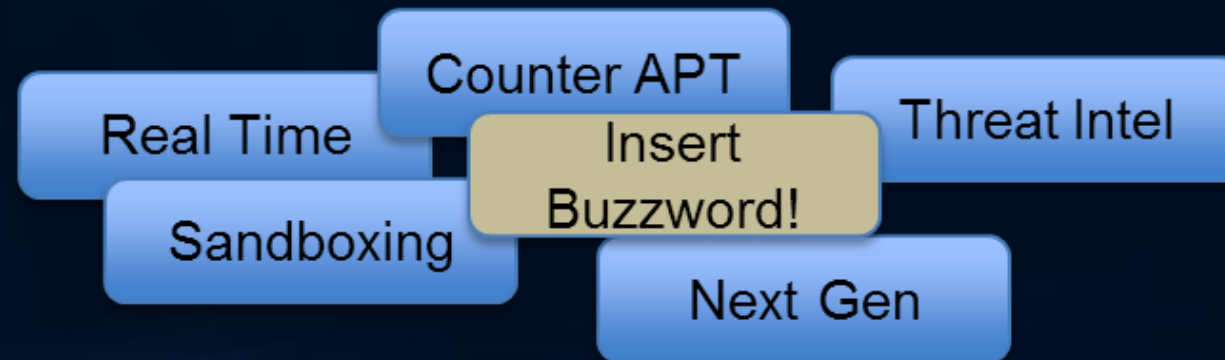 Counter APT
Real Time
Threat Intel
Insert
Buzzword!
Sandboxing
Next Gen